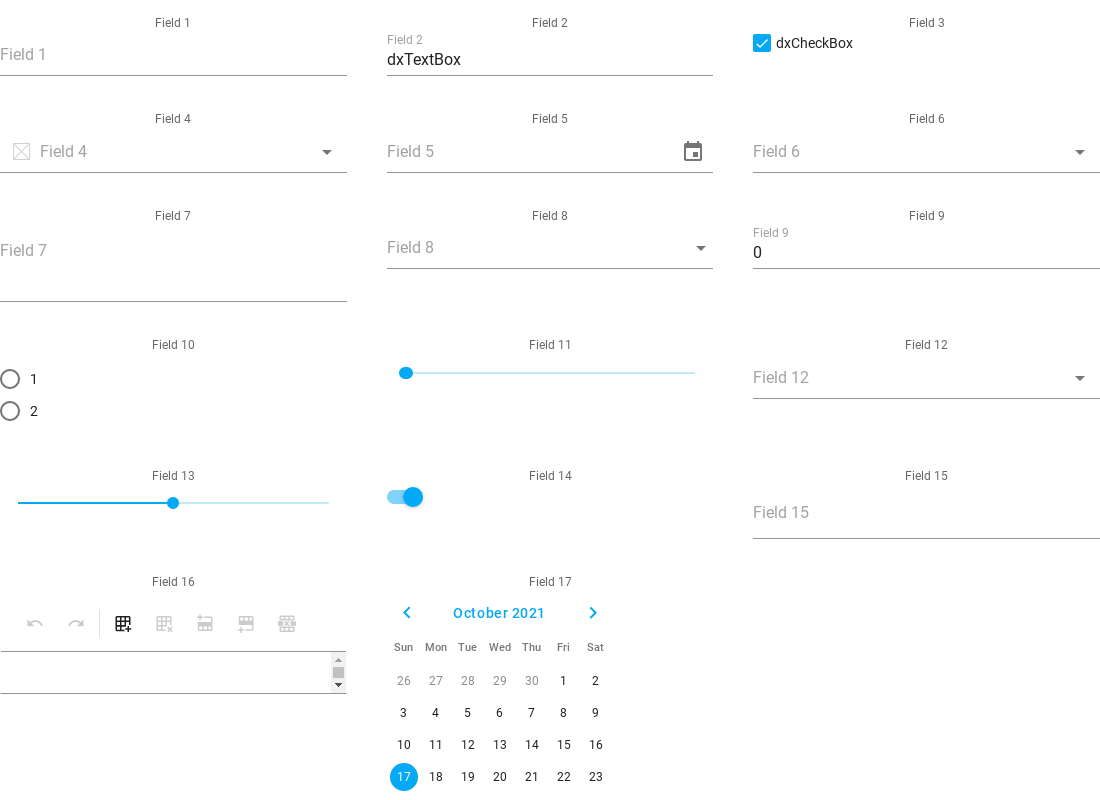 Field 1
Field 2
Field 3
Field 1
Field 2
dxTextBox
dxCheckBox
Field 4
Field 5
Field 6
Field 4
Field 5
Field 6
Field 7
Field 8
Field 9
Field 7
Field 8
Field 9
0
Field 10
Field 11
Field 12
1
2
Field 12
Field 13
Field 14
Field 15
Field 15
Field 16
Field 17
October 2021
Sun Mon Tue Wed Thu Fri Sat
26 27 28 29 30 1 2
3 4 5 6 7 8 9
10 11 12 13 14 15 16
17 18 19 20 21 22 23